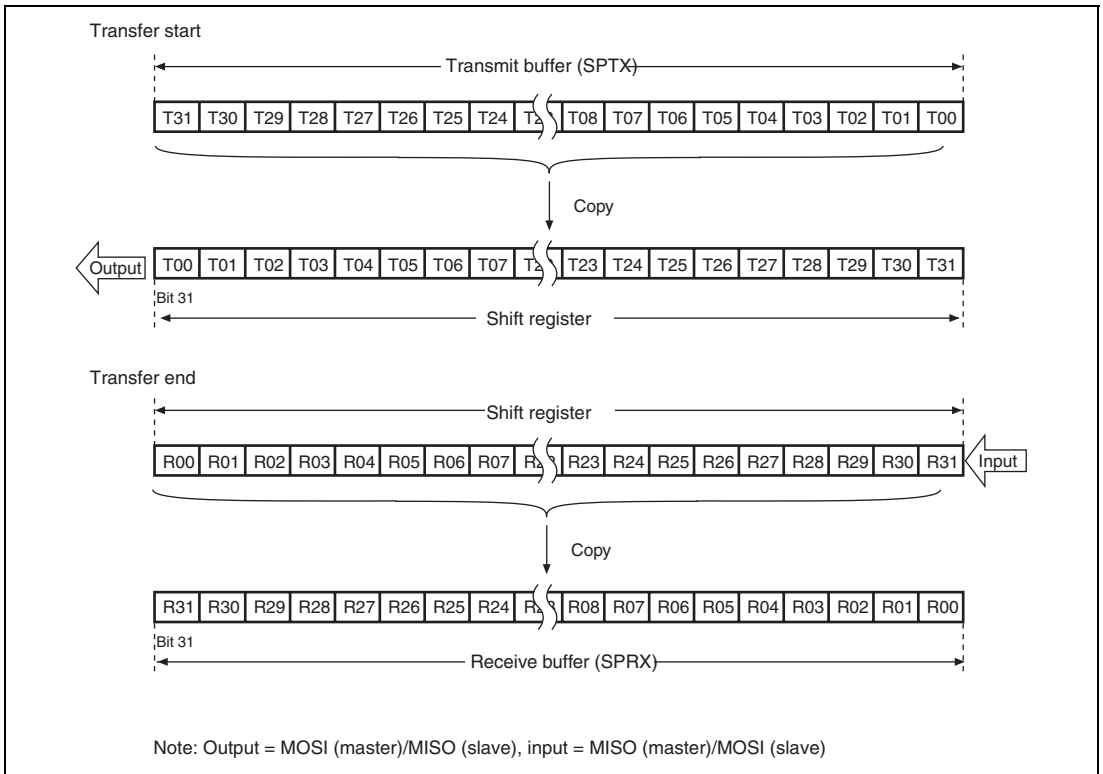 Transfer start
Transmit buffer (SPTX)
T31 T30 T29 T28 T27 T26 T25 T24 T08 T07 T06 T05 T04 T03 T02 T01 T00
Copy
Output T00 T01 T02 T03 T04 T05 T06 T07 T23 T24 T25 T26 T27 T28 T29 T30 T31
Bit 31
Shift register
Transfer end
Shift register
R00 R01 R02 R03 R04 R05 R06 R07 R23 R24 R25 R26 R27 R28 R29 R30 R31 Input
Copy
R31 R30 R29 R28 R27 R26 R25 R24 R08 R07 R06 R05 R04 R03 R02 R01 R00
Bit 31
Receive buffer (SPRX)
Note: Output = MOSI (master)/MISO (slave), input = MISO (master)/MOSI (slave)